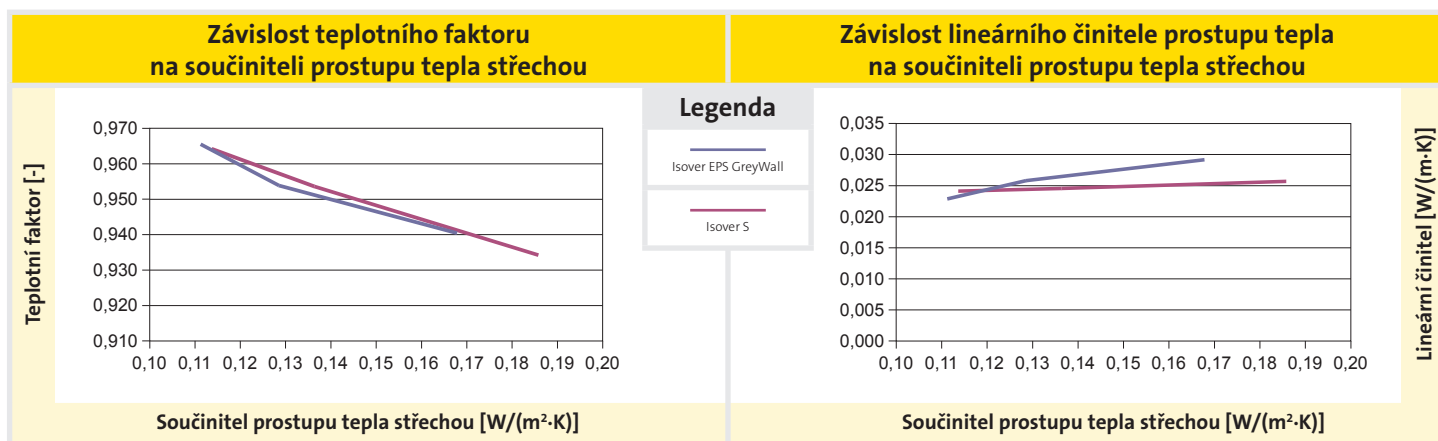 Závislost teplotního faktoru
na součiniteli prostupu tepla střechou
Závislost lineárního činitele prostupu tepla
na součiniteli prostupu tepla střechou
Teplotní faktor [-]
0,970
0,960
0,950
0,940
0,930
0,920
0,910
0,10 0,11 0,12 0,13 0,14 0,15 0,16 0,17 0,18 0,19 0,20
Součinitel prostupu tepla střechou [W/(m²·K)]
Legenda
Isover EPS GreyWall
Isover S
0,035
0,030
0,025
0,020
0,015
0,010
0,005
0,000
0,10 0,11 0,12 0,13 0,14 0,15 0,16 0,17 0,18 0,19 0,20
Lineární činitel [W/(m·K)]
Součinitel prostupu tepla střechou [W/(m²·K)]